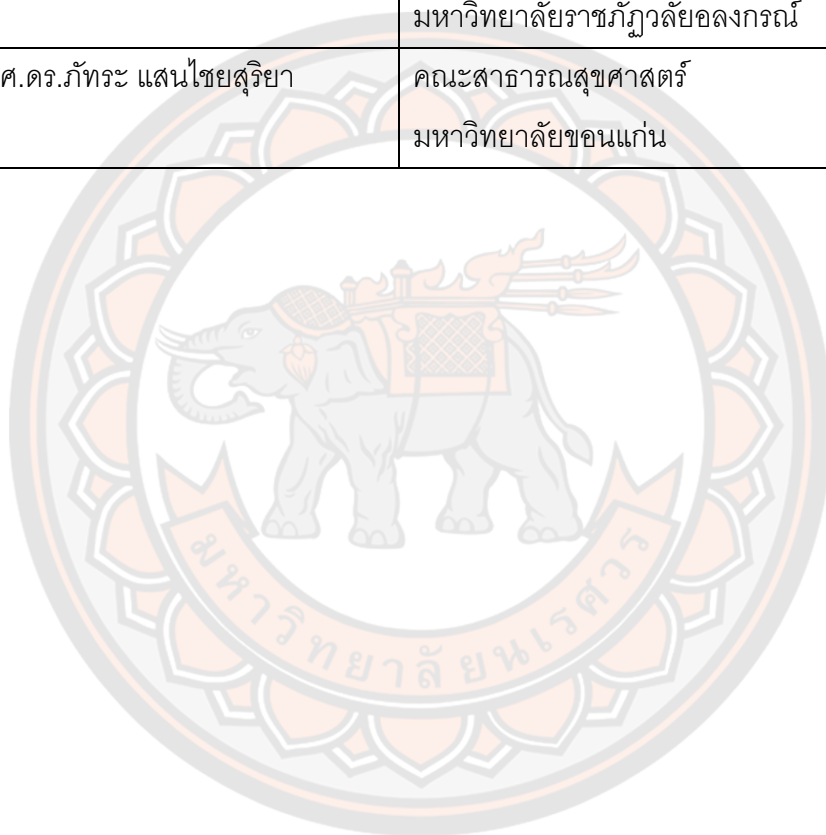 มหาวิทยาลัยราชภัฏวลัยอลงกรณ์
ศ.ดร.ภัทระ แสนไชยสุริยา คณะสาธารณสุขศาสตร์
มหาวิทยาลัยขอนแก่น
มหาวิทยาลัยนเรศวร